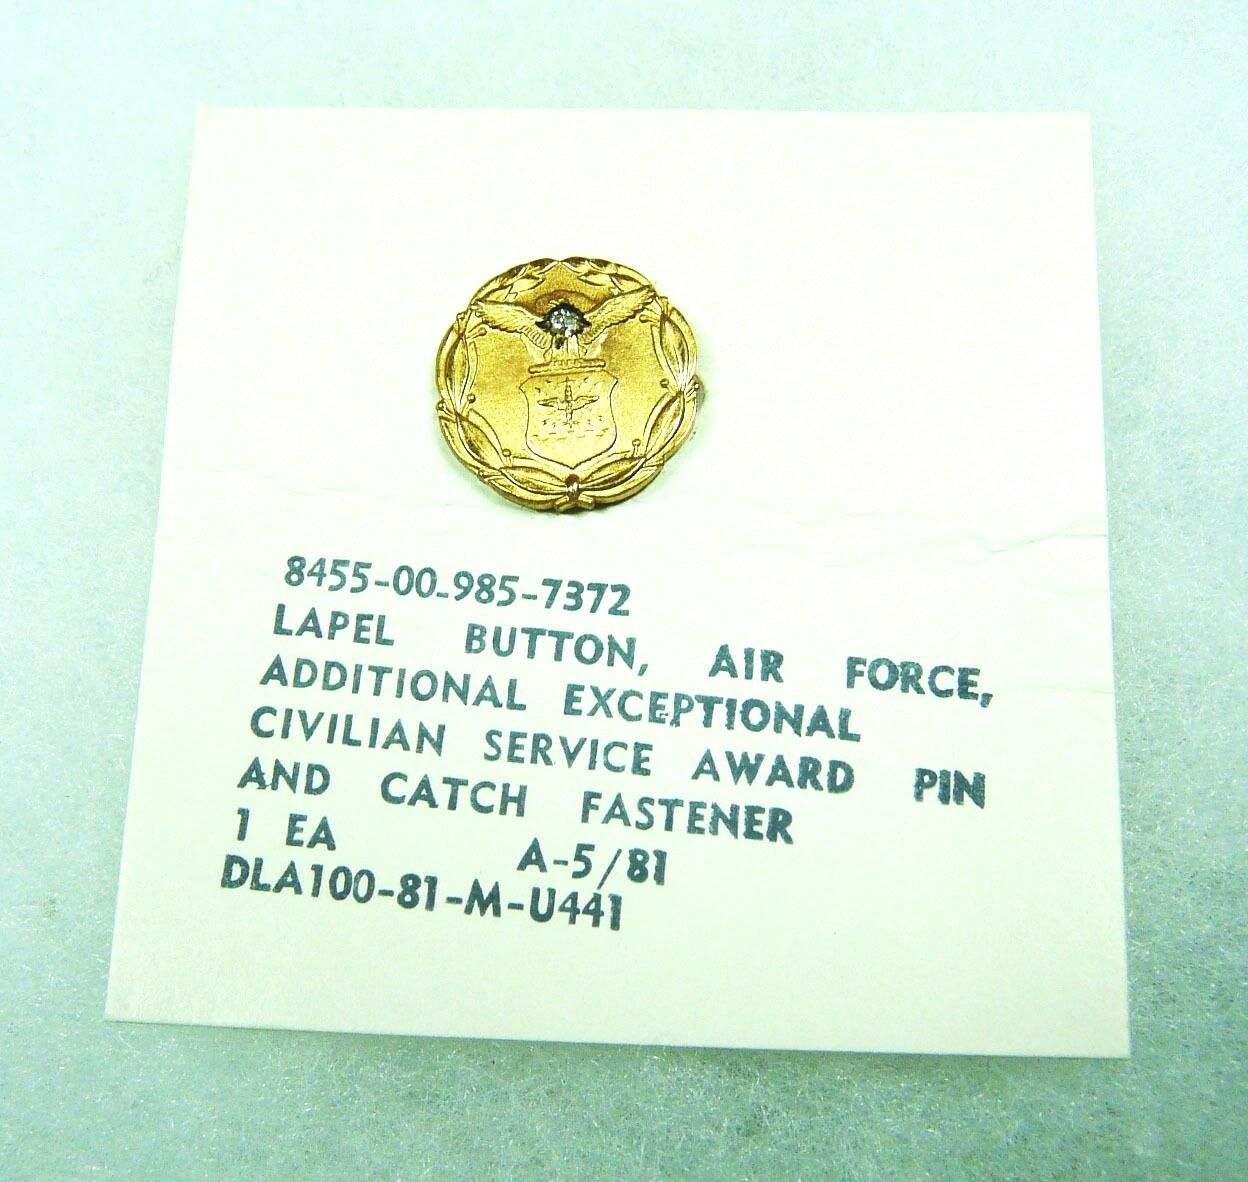 8455-00-985-7372
LAPEL BUTTON, AIR FORCE,
ADDITIONAL EXCEPTIONAL
CIVILIAN SERVICE AWARD PIN
AND CATCH FASTENER
1 EA A-5/81
DLA100-81-M-U441